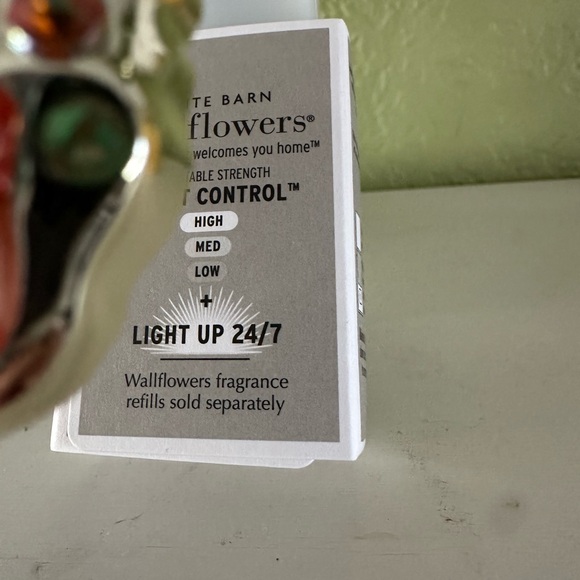 TE BARN
flowers®
welcomes you home™
ABLE STRENGTH
T CONTROL™
HIGH
MED
LOW
+
LIGHT UP 24/7
Wallflowers fragrance
refills sold separately